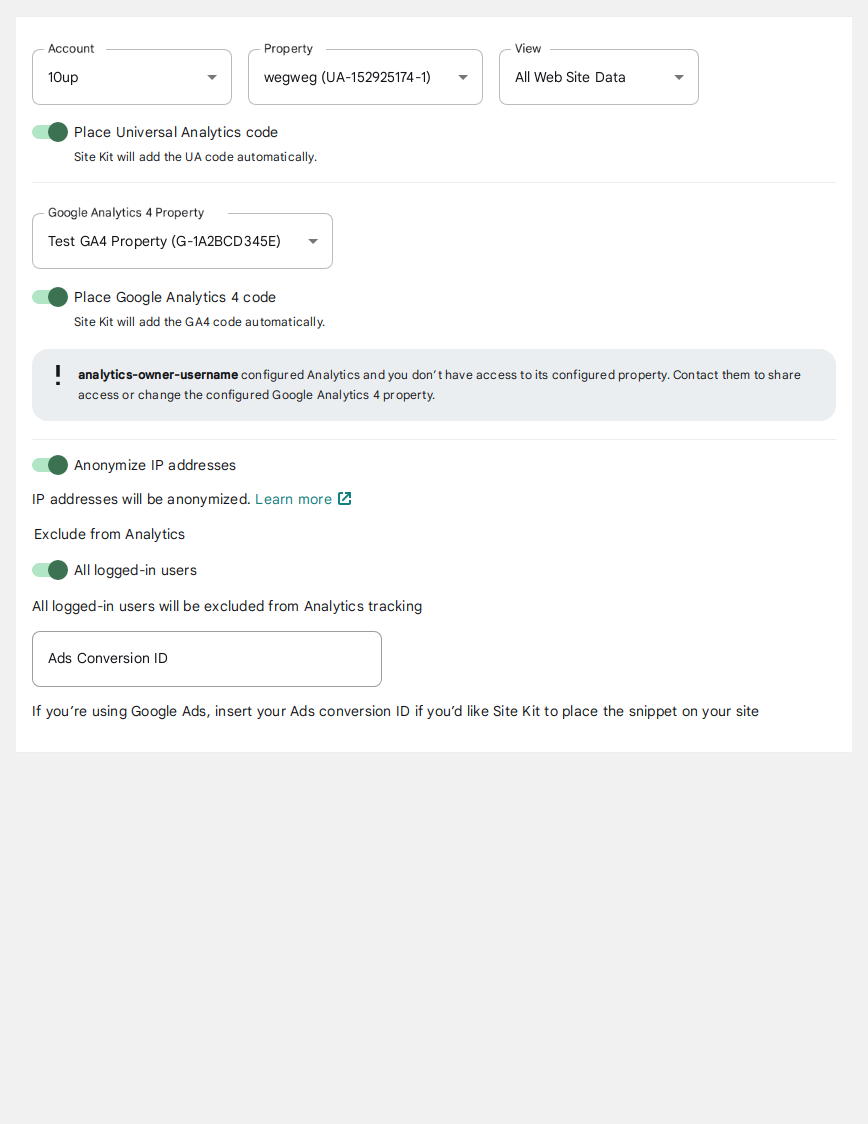 Account
Property
View
10up
wegweg (UA-152925174-1)
All Web Site Data
Place Universal Analytics code
Site Kit will add the UA code automatically.
Google Analytics 4 Property
Test GA4 Property (G-1A2BCD345E)
Place Google Analytics 4 code
Site Kit will add the GA4 code automatically.
analytics-owner-username configured Analytics and you don’t have access to its configured property. Contact them to share
access or change the configured Google Analytics 4 property.
Anonymize IP addresses
IP addresses will be anonymized. Learn more
Exclude from Analytics
All logged-in users
All logged-in users will be excluded from Analytics tracking
Ads Conversion ID
If you’re using Google Ads, insert your Ads conversion ID if you’d like Site Kit to place the snippet on your site